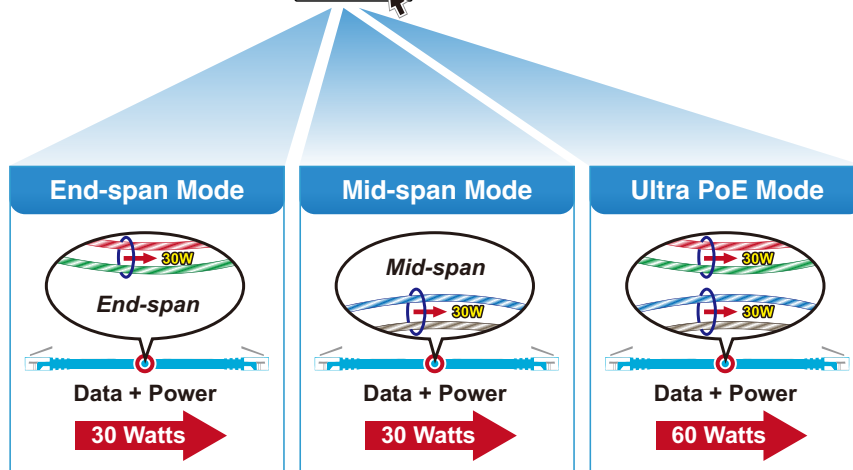 End-span Mode
30W
End-span
Data + Power
30 Watts
Mid-span Mode
Mid-span
30W
Data + Power
30 Watts
Ultra PoE Mode
30W
30W
Data + Power
60 Watts